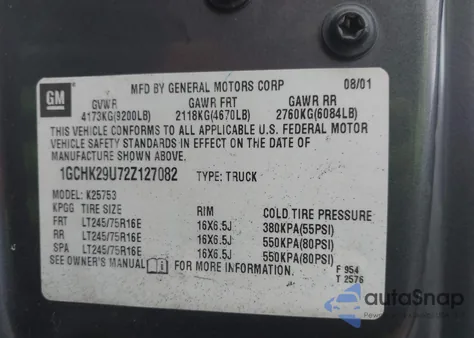 GM
MFD BY GENERAL MOTORS CORP 08/01
GVWR GAWR FRT GAWR RR
4173KG(9200LB) 2118KG(4670LB) 2760KG(6084LB)
THIS VEHICLE CONFORMS TO ALL APPLICABLE U.S. FEDERAL MOTOR
VEHICLE SAFETY STANDARDS IN EFFECT ON THE DATE OF
MANUFACTURE SHOWN ABOVE.
1GCHK29U72Z127082 TYPE: TRUCK
MODEL: K25753
KPGG TIRE SIZE RIM COLD TIRE PRESSURE
FRT LT245/75R16E 16X6.5J 380KPA(55PSI)
RR LT245/75R16E 16X6.5J 550KPA(80PSI)
SPA LT245/75R16E 16X6.5J 550KPA(80PSI)
SEE OWNER'S MANUAL FOR MORE INFORMATION. F 954
T 2576
autoSnap